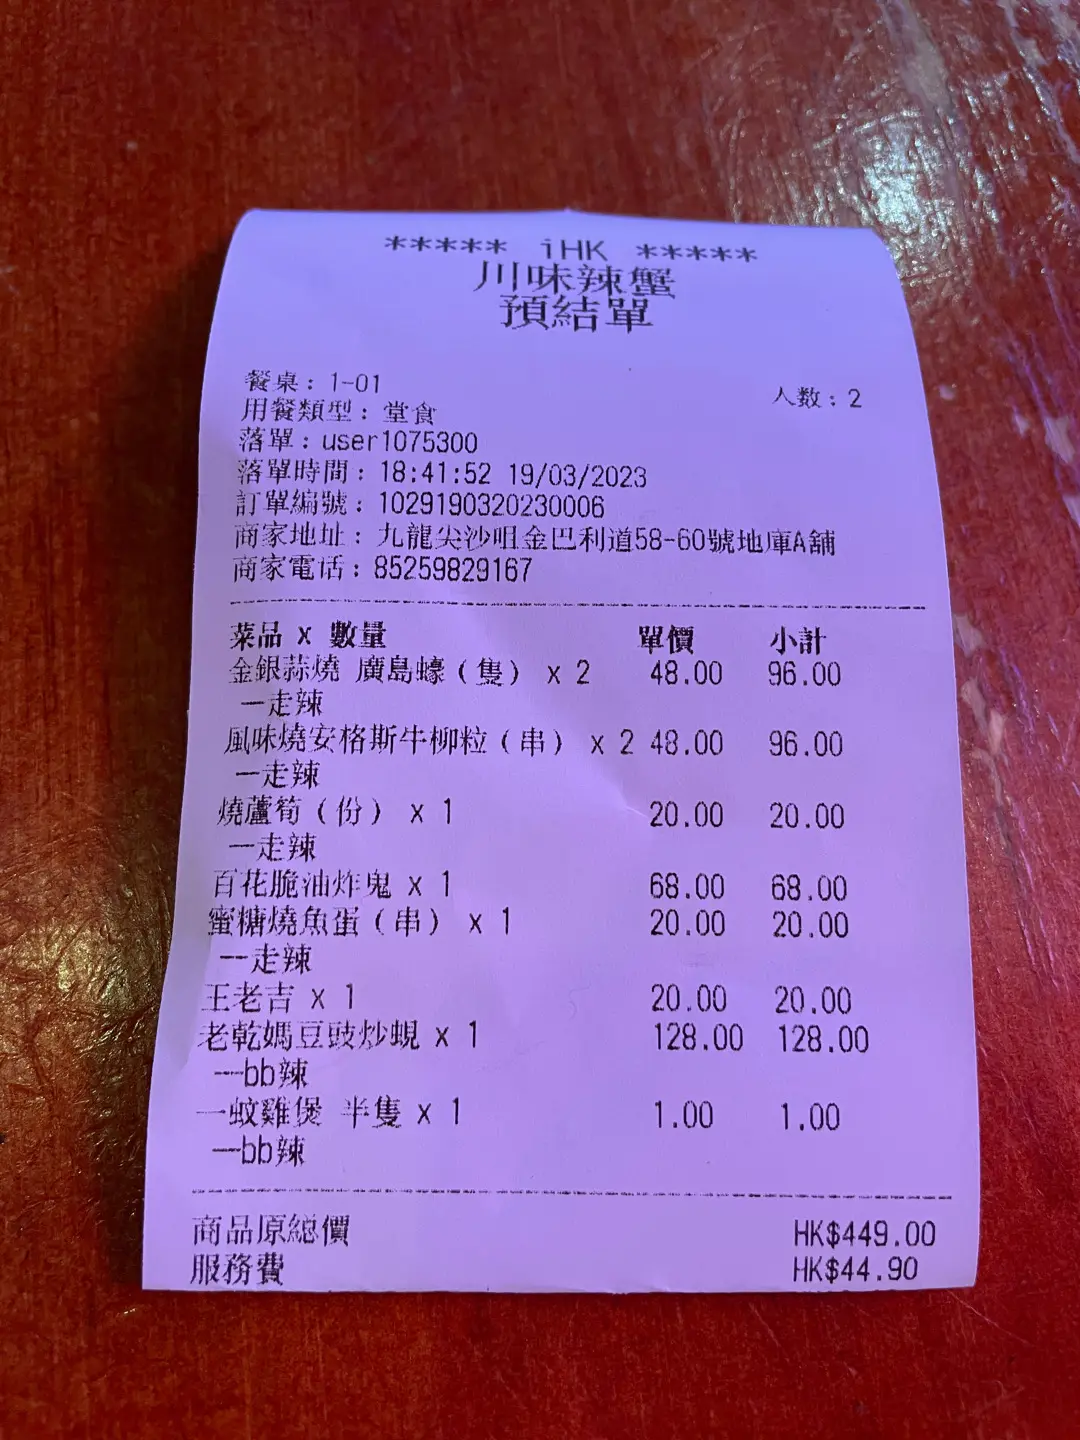 ***** iHK *****
川味辣蟹
預結單
餐桌：1-01
人数：2
用餐類型：堂食
落單：user1075300
落單時間：18:41:52 19/03/2023
訂單編號：1029190320230006
商家地址：九龍尖沙咀金巴利道58-60號地庫A舖
商家電话：85259829167
菜品 x 數量 單價 小計
金銀蒜燒 廣島蠔（隻） x 2 48.00 96.00
一走辣
風味燒安格斯牛柳粒（串） x 2 48.00 96.00
一走辣
燒蘆筍（份） x 1 20.00 20.00
一走辣
百花脆油炸鬼 x 1 68.00 68.00
蜜糖燒魚蛋（串） x 1 20.00 20.00
一走辣
王老吉 x 1 20.00 20.00
老乾媽豆豉炒蜆 x 1 128.00 128.00
一bb辣
一蚊雞煲 半隻 x 1 1.00 1.00
一bb辣
商品原總價 HK$449.00
服務費 HK$44.90